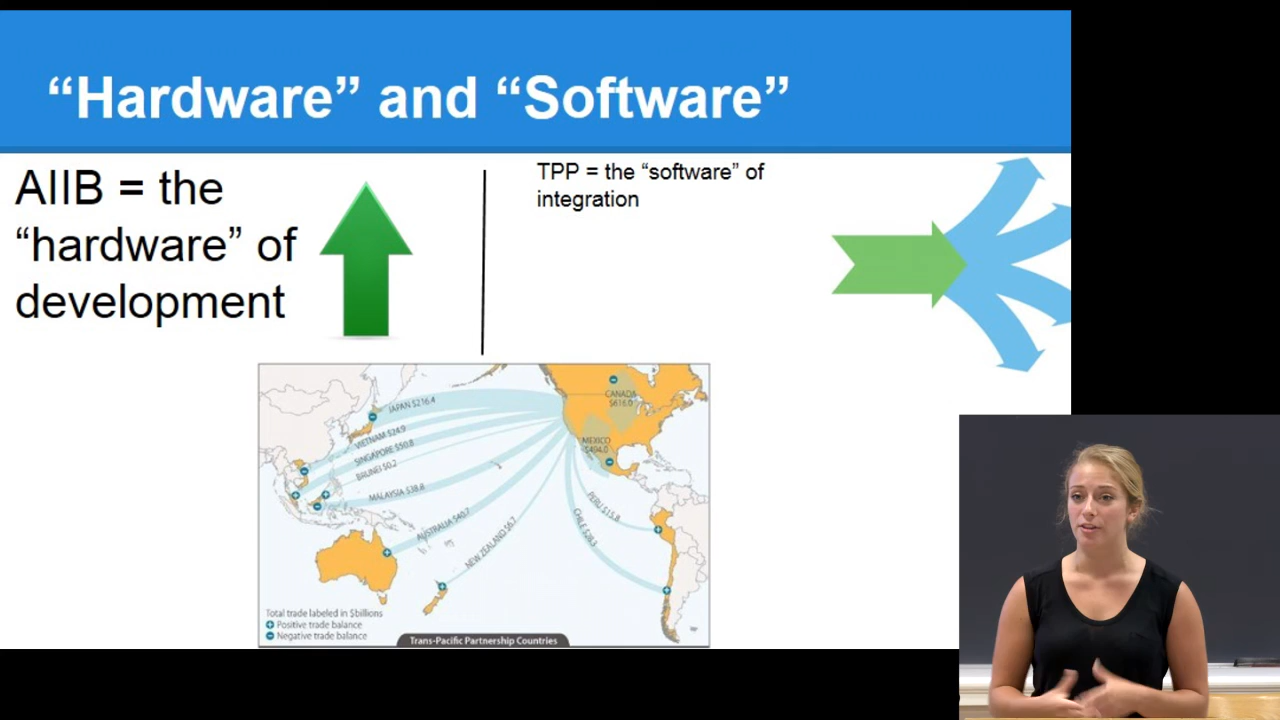 “Hardware” and “Software”
AIIB = the
“hardware” of
development
TPP = the “software” of
integration
CANADA
$616.0
JAPAN $216.4
VIETNAM $24.9
SINGAPORE $50.8
BRUNEI $0.2
MALAYSIA $38.8
AUSTRALIA $40.7
NEW ZEALAND $6.7
MEXICO
$494.0
PERU $15.8
CHILE $28.3
Total trade labeled in $billions
Positive trade balance
Negative trade balance
Trans-Pacific Partnership Countries